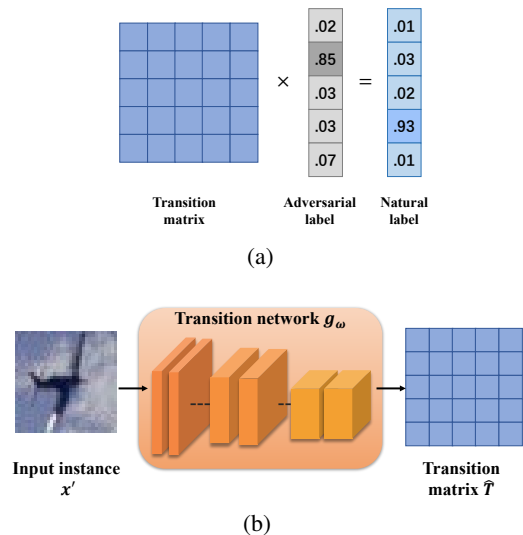 .02 .01
.85 .03
.03 × = .02
.03 .93
.07 .01
Transition Adversarial Natural
matrix label label
(a)
Transition network g_ω
Input instance Transition
x′ matrix T̂
(b)